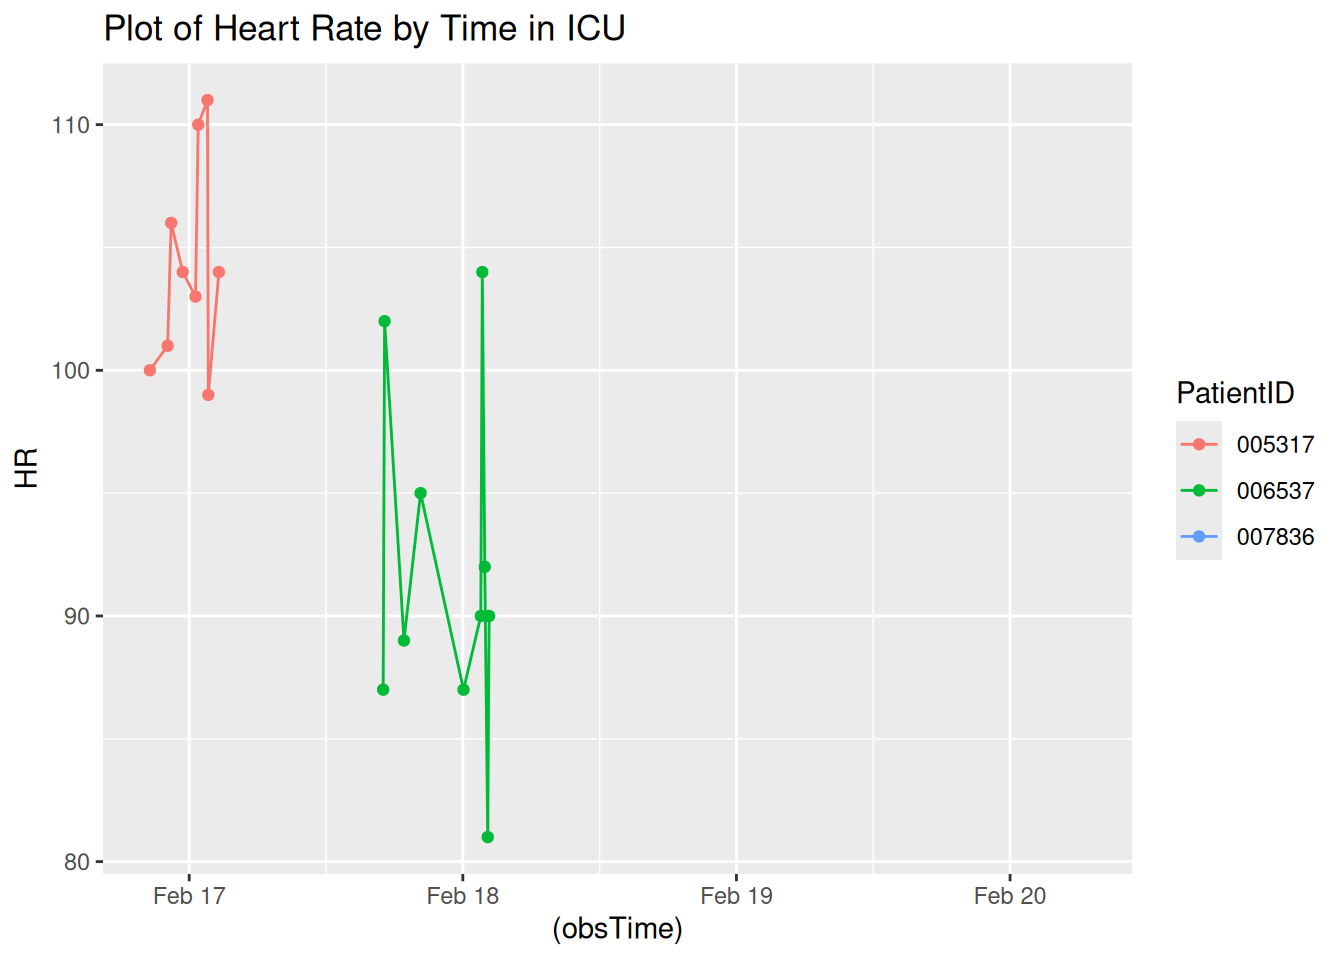 Plot of Heart Rate by Time in ICU
110
100
90
80
HR
Feb 17
Feb 18
Feb 19
Feb 20
(obsTime)
PatientID
005317
006537
007836